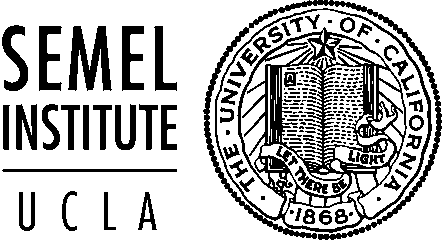 SEMEL
INSTITUTE
UCLA
·THE·UNIVERSITY·OF·CALIFORNIA·
LET THERE BE
LIGHT
·1868·